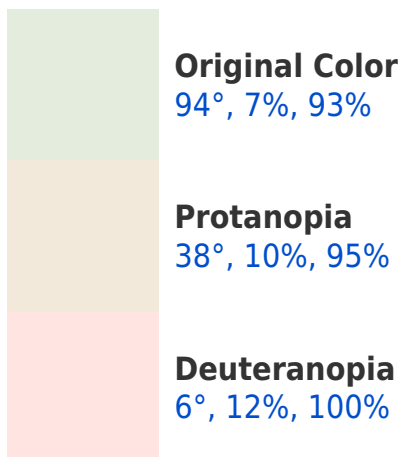 Original Color
94°, 7%, 93%
Protanopia
38°, 10%, 95%
Deuteranopia
6°, 12%, 100%